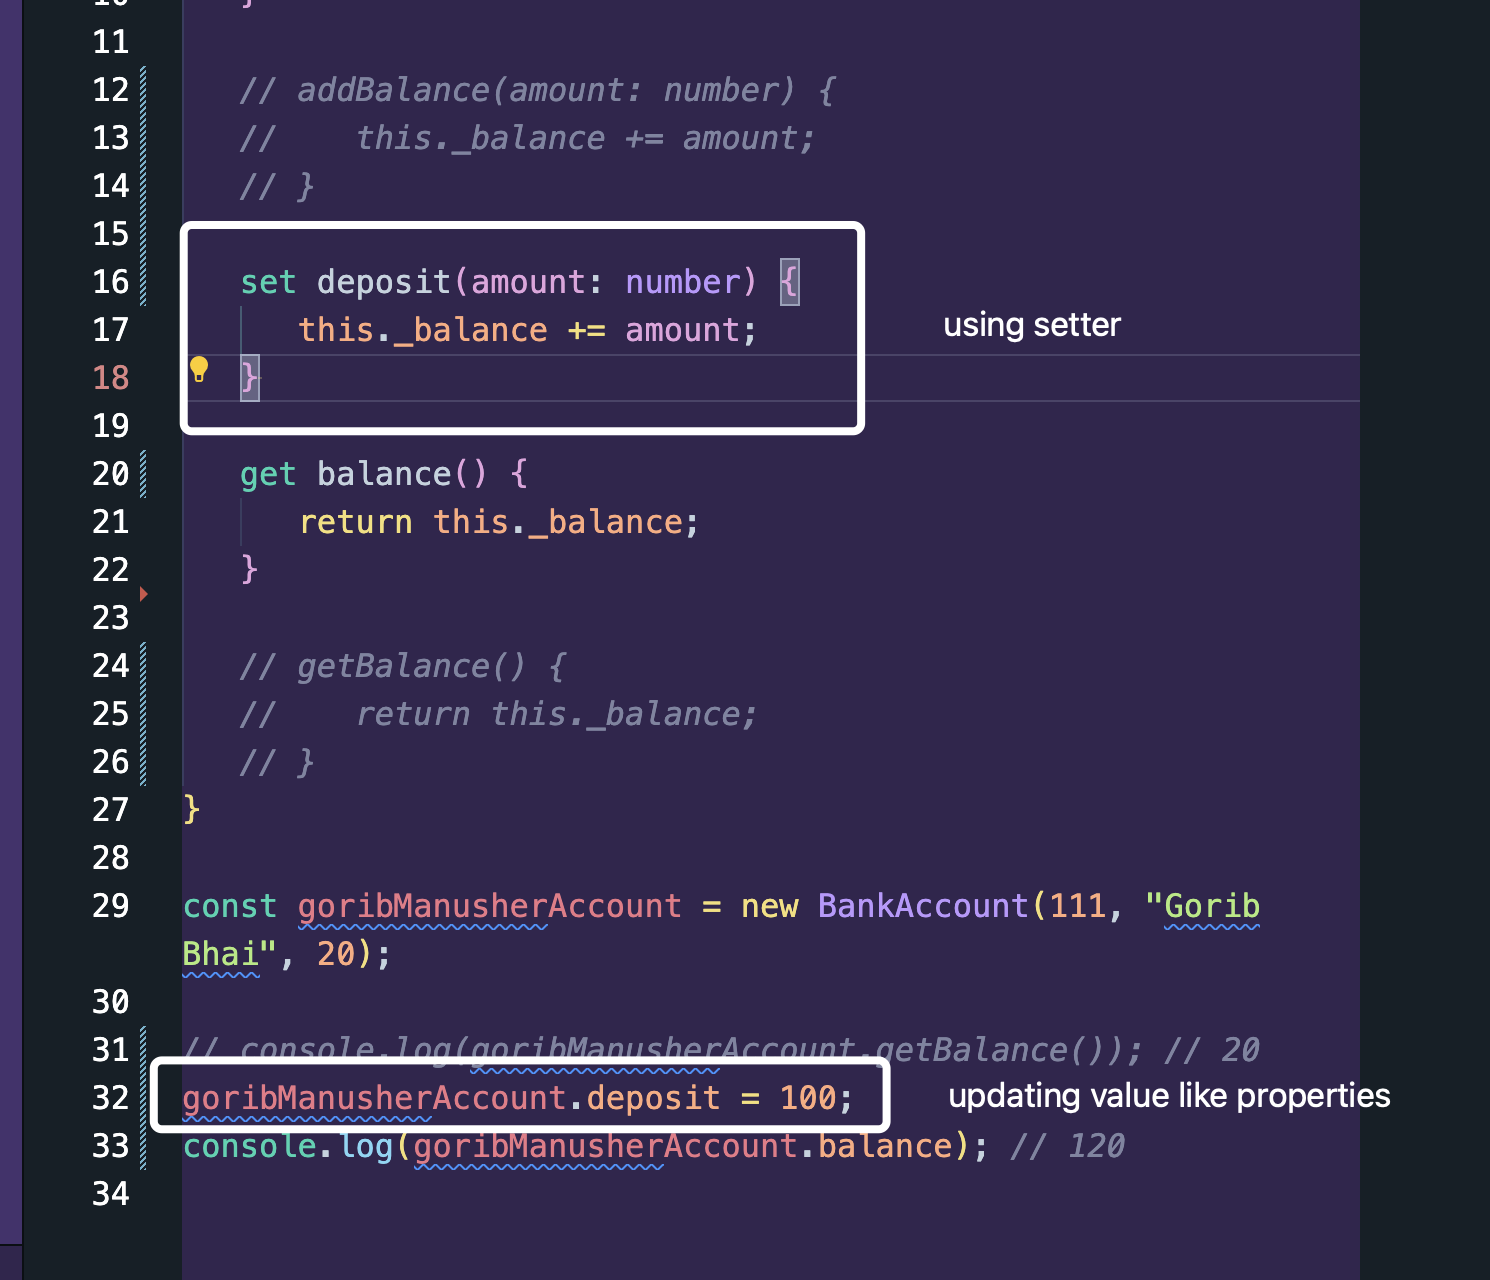 10 }
11
12 // addBalance(amount: number) {
13 //    this._balance += amount;
14 // }
15
16 set deposit(amount: number) {
17    this._balance += amount;
using setter
18 }
19
20 get balance() {
21    return this._balance;
22 }
23
24 // getBalance() {
25 //    return this._balance;
26 // }
27 }
28
29 const goribManusherAccount = new BankAccount(111, "Gorib
Bhai", 20);
30
31 // console.log(goribManusherAccount.getBalance()); // 20
32 goribManusherAccount.deposit = 100;
updating value like properties
33 console.log(goribManusherAccount.balance); // 120
34